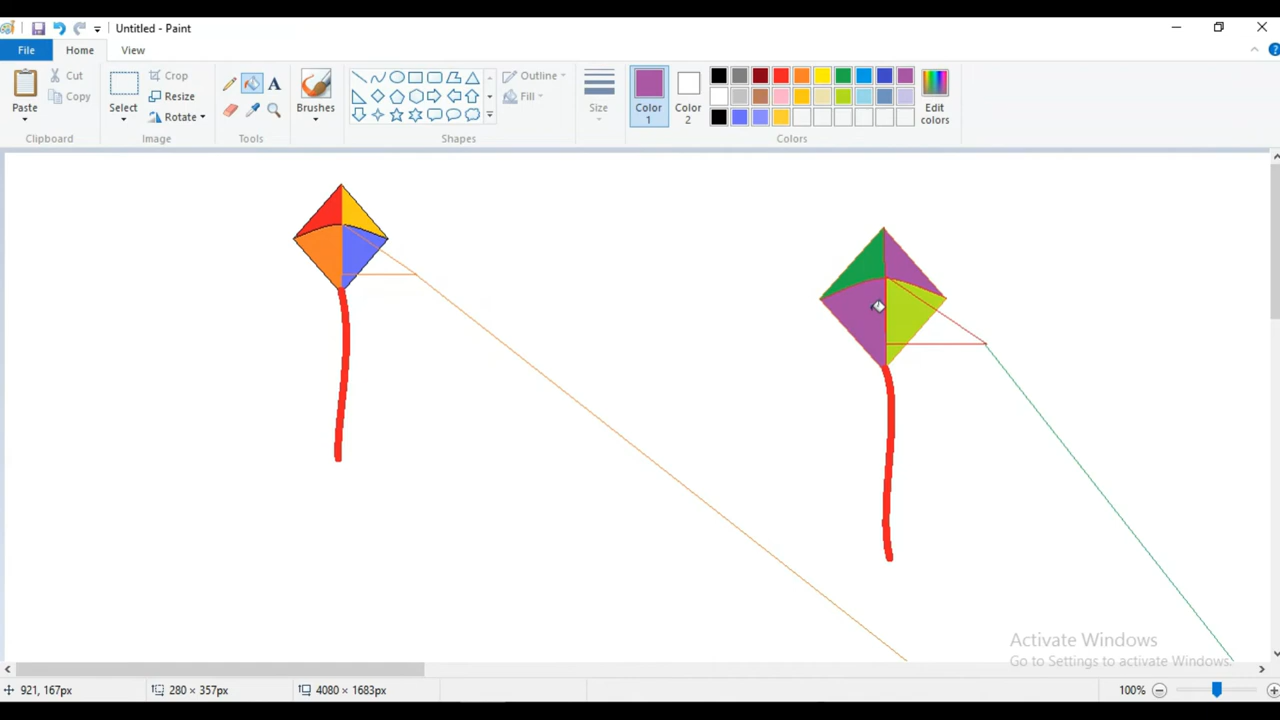 Untitled - Paint
File Home View
Cut Crop Outline
Paste Copy Select Resize Brushes Fill Size Color 1 Color 2 Edit colors
Rotate
Clipboard Image Tools Shapes Colors
Activate Windows
Go to Settings to activate Windows.
921, 167px 280 × 357px 4080 × 1683px 100%